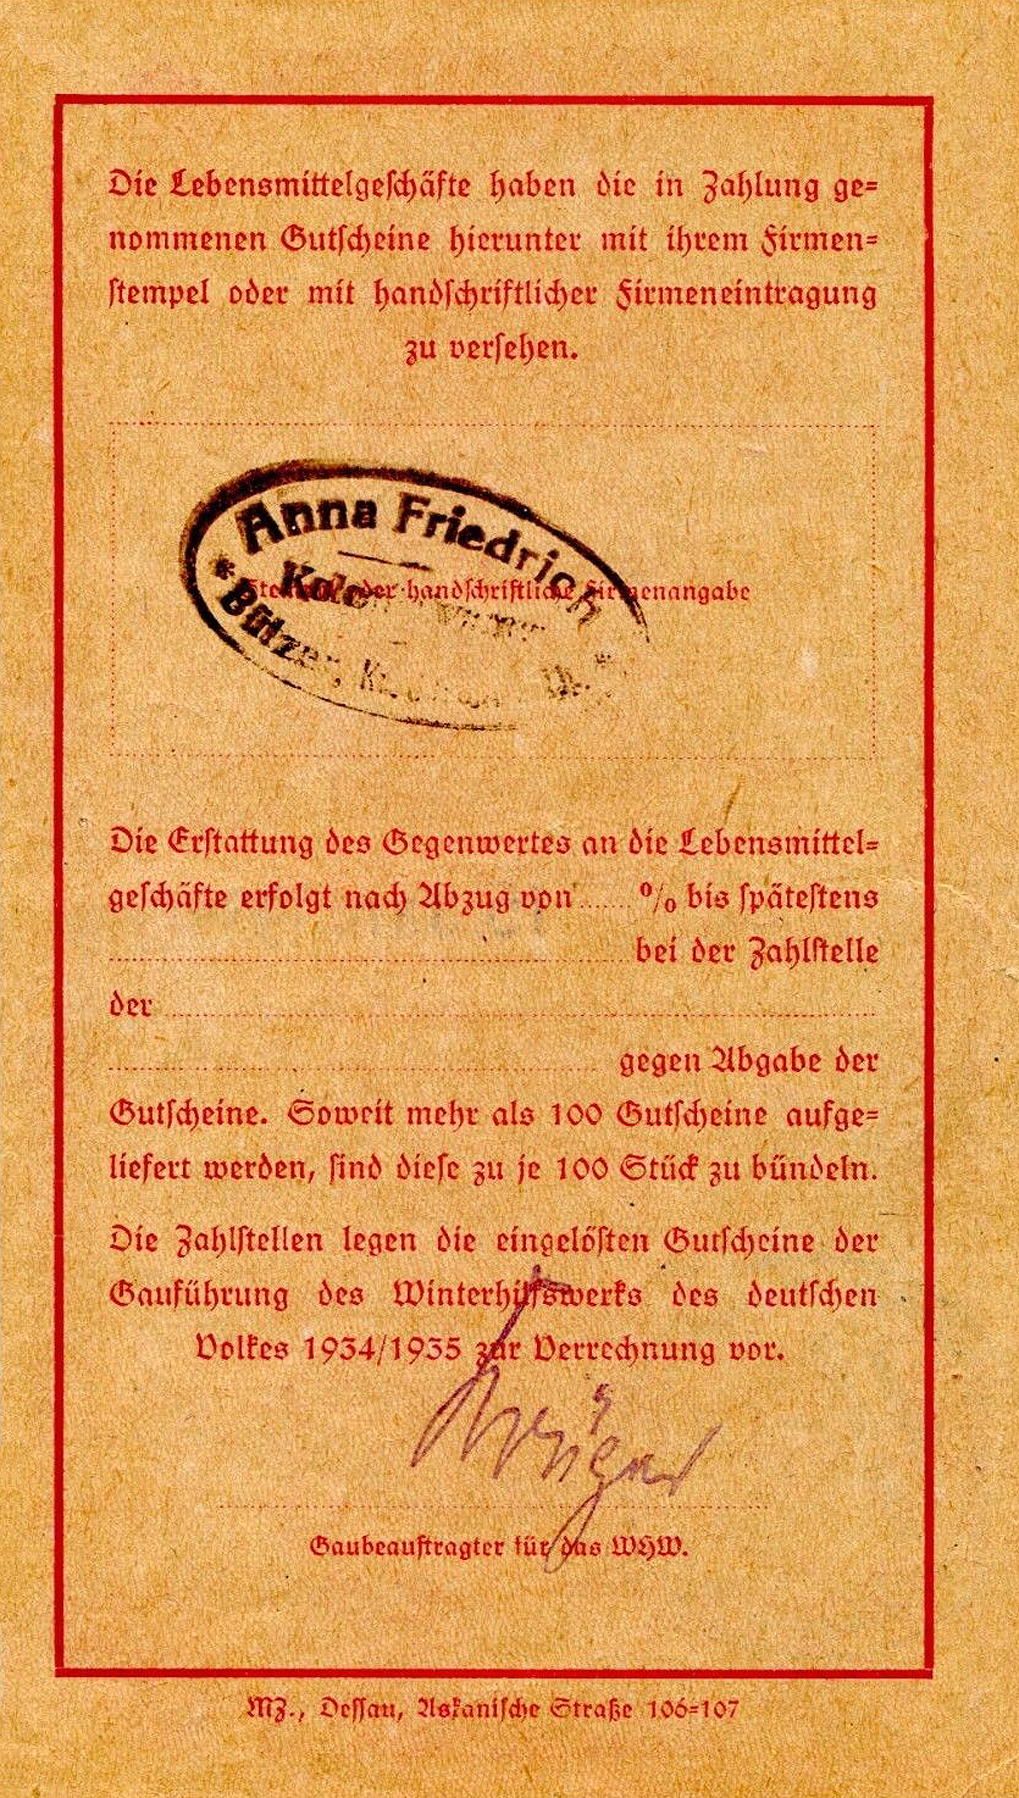 Die Lebensmittelgeschäfte haben die in Zahlung ge=
nommenen Gutscheine hierunter mit ihrem Firmen=
stempel oder mit handschriftlicher Firmeneintragung
zu versehen.
Anna Friedrich
Stempel oder handschriftliche Firmenangabe
Die Erstattung des Gegenwertes an die Lebensmittel=
geschäfte erfolgt nach Abzug von ...... % bis spätestens
bei der Zahlstelle
der
gegen Abgabe der
Gutscheine. Soweit mehr als 100 Gutscheine aufge=
liefert werden, sind diese zu je 100 Stück zu bündeln.
Die Zahlstellen legen die eingelösten Gutscheine der
Gauführung des Winterhilfswerks des deutschen
Volkes 1934/1935 zur Verrechnung vor.
Gaubeauftragter für das WHW.
MZ., Dessau, Askanische Straße 106=107